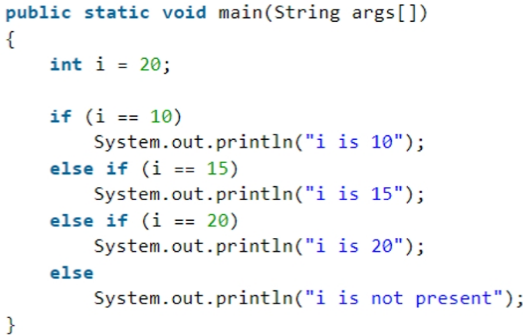 public static void main(String args[])
{
    int i = 20;

    if (i == 10)
        System.out.println("i is 10");
    else if (i == 15)
        System.out.println("i is 15");
    else if (i == 20)
        System.out.println("i is 20");
    else
        System.out.println("i is not present");
}